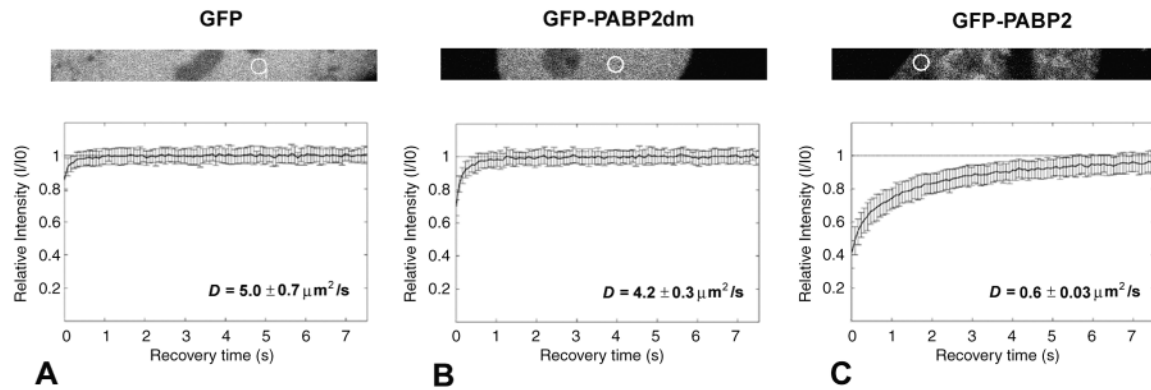 GFP
GFP-PABP2dm
GFP-PABP2
Relative Intensity (I/I0)
1
0.8
0.6
0.4
0.2
D = 5.0 ± 0.7 μm²/s
0 1 2 3 4 5 6 7
Recovery time (s)
A
Relative Intensity (I/I0)
1
0.8
0.6
0.4
0.2
D = 4.2 ± 0.3 μm²/s
0 1 2 3 4 5 6 7
Recovery time (s)
B
Relative Intensity (I/I0)
1
0.8
0.6
0.4
0.2
D = 0.6 ± 0.03 μm²/s
0 1 2 3 4 5 6 7
Recovery time (s)
C